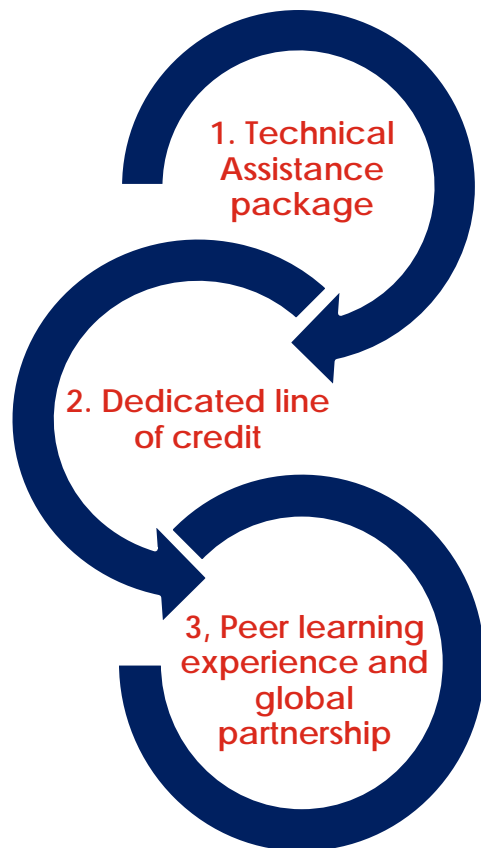 1. Technical
Assistance
package
2. Dedicated line
of credit
3, Peer learning
experience and
global
partnership